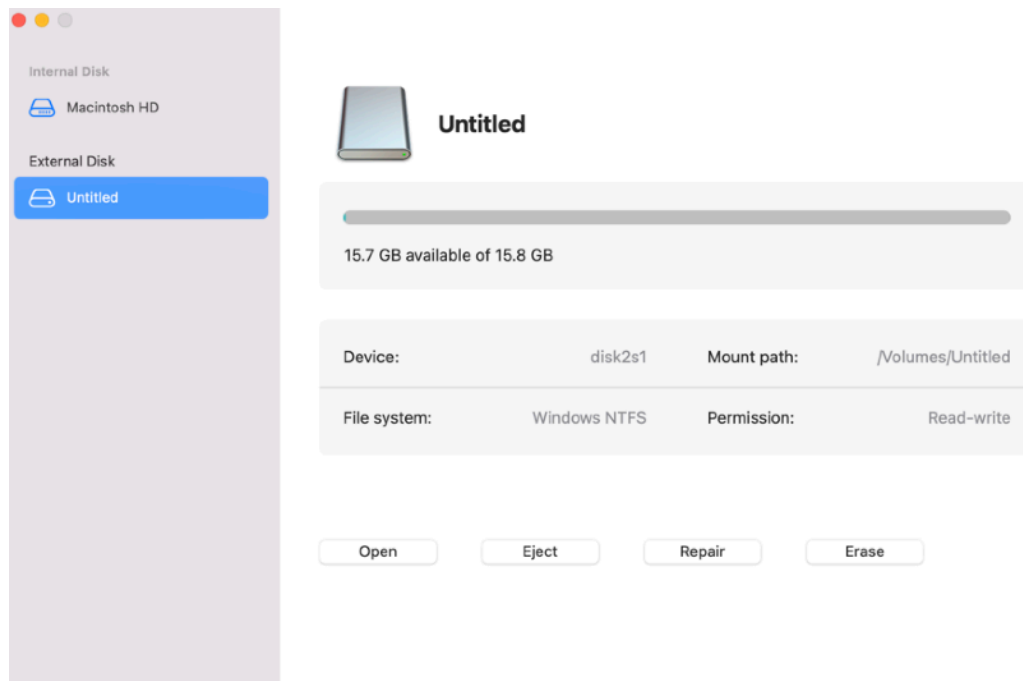 Internal Disk
Macintosh HD
External Disk
Untitled
Untitled
15.7 GB available of 15.8 GB
Device: disk2s1 Mount path: /Volumes/Untitled
File system: Windows NTFS Permission: Read-write
Open Eject Repair Erase